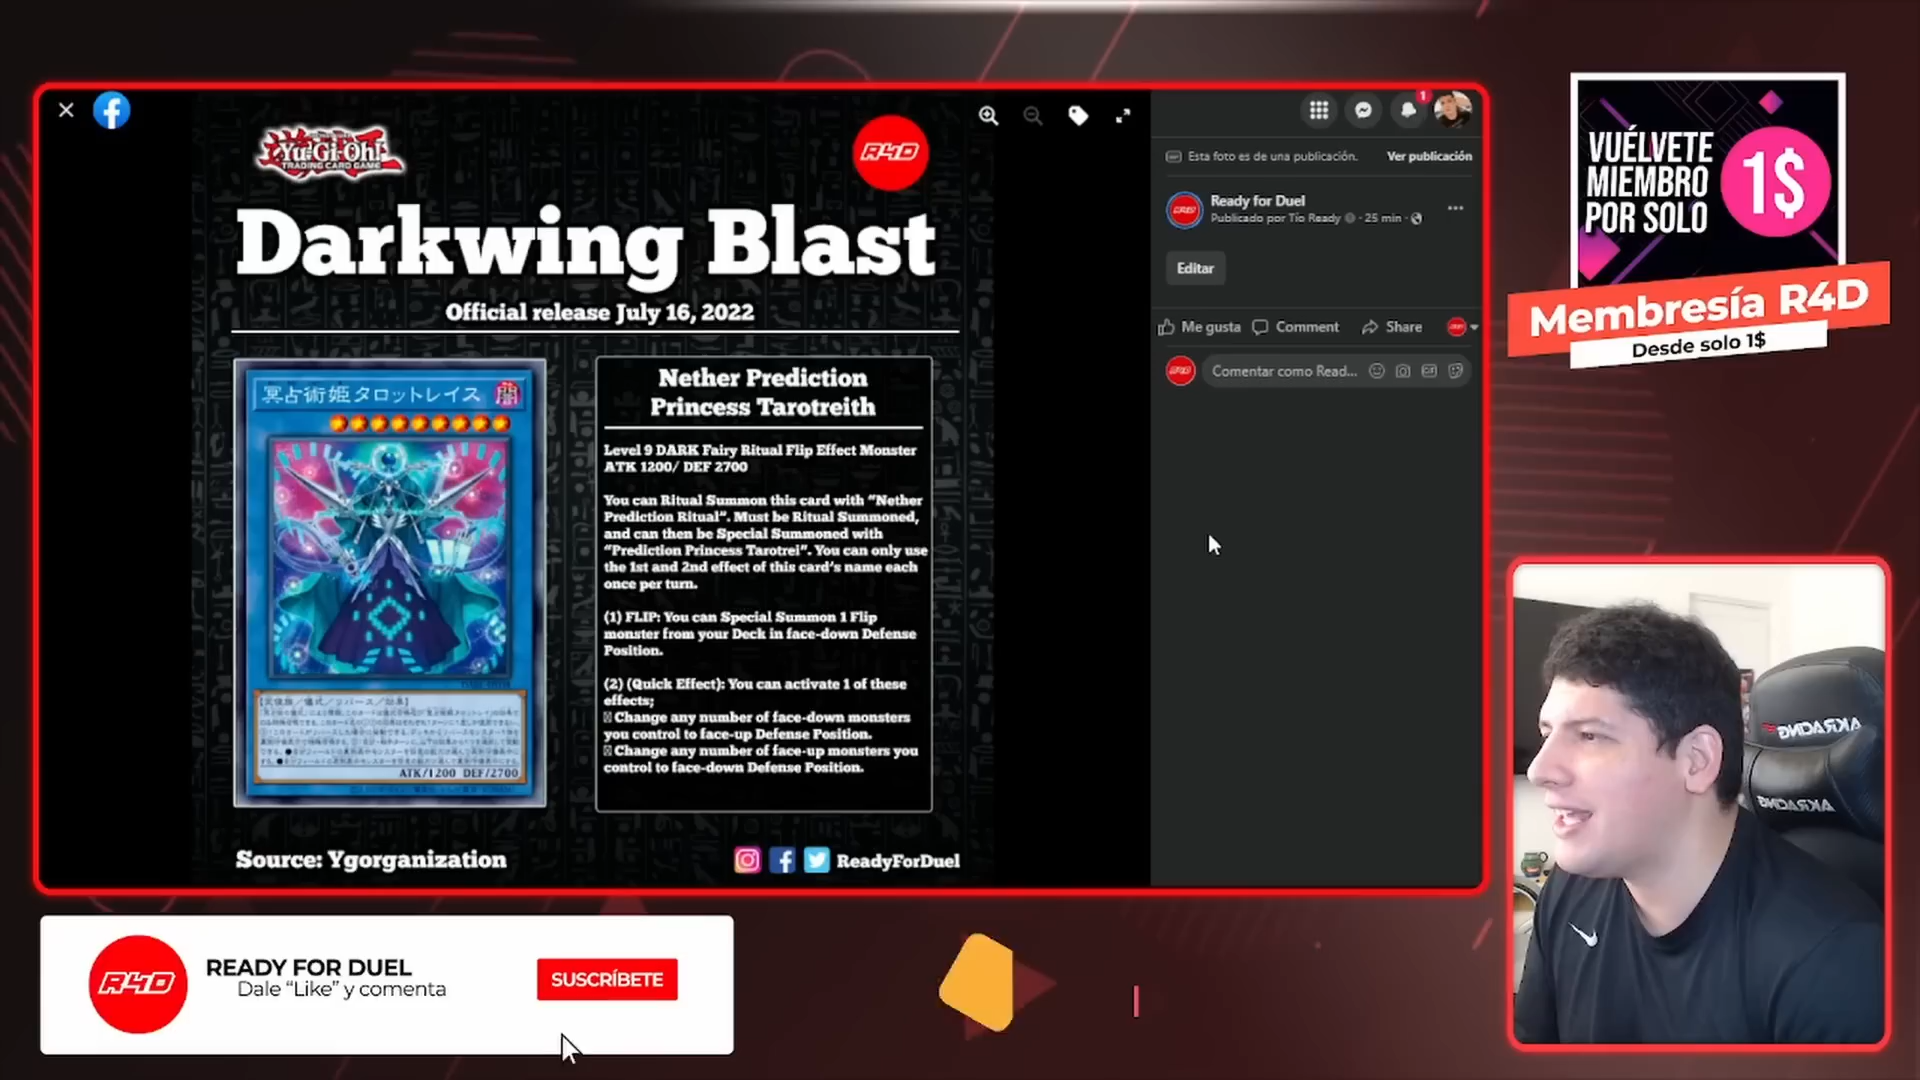 Yu-Gi-Oh!
TRADING CARD GAME
R4D
Darkwing Blast
Official release July 16, 2022
冥占術姫タロットレイス
闇
ATK/1200 DEF/2700
Nether Prediction
Princess Tarotreith
Level 9 DARK Fairy Ritual Flip Effect Monster
ATK 1200/ DEF 2700
You can Ritual Summon this card with “Nether
Prediction Ritual“. Must be Ritual Summoned,
and can then be Special Summoned with
“Prediction Princess Tarotrei”. You can only use
the 1st and 2nd effect of this card's name each
once per turn.
(1) FLIP: You can Special Summon 1 Flip
monster from your Deck in face-down Defense
Position.
(2) (Quick Effect): You can activate 1 of these
effects;
Change any number of face-down monsters
you control to face-up Defense Position.
Change any number of face-up monsters you
control to face-down Defense Position.
Source: Ygorganization
ReadyForDuel
1
Esta foto es de una publicación. Ver publicación
Ready for Duel
Publicado por Tío Ready · 25 min ·
Editar
Me gusta Comment Share
Comentar como Read...
VUÉLVETE
MIEMBRO
POR SOLO
1$
Membresía R4D
Desde solo 1$
AKRACING
AKRACING
R4D
READY FOR DUEL
Dale “Like” y comenta
SUSCRÍBETE